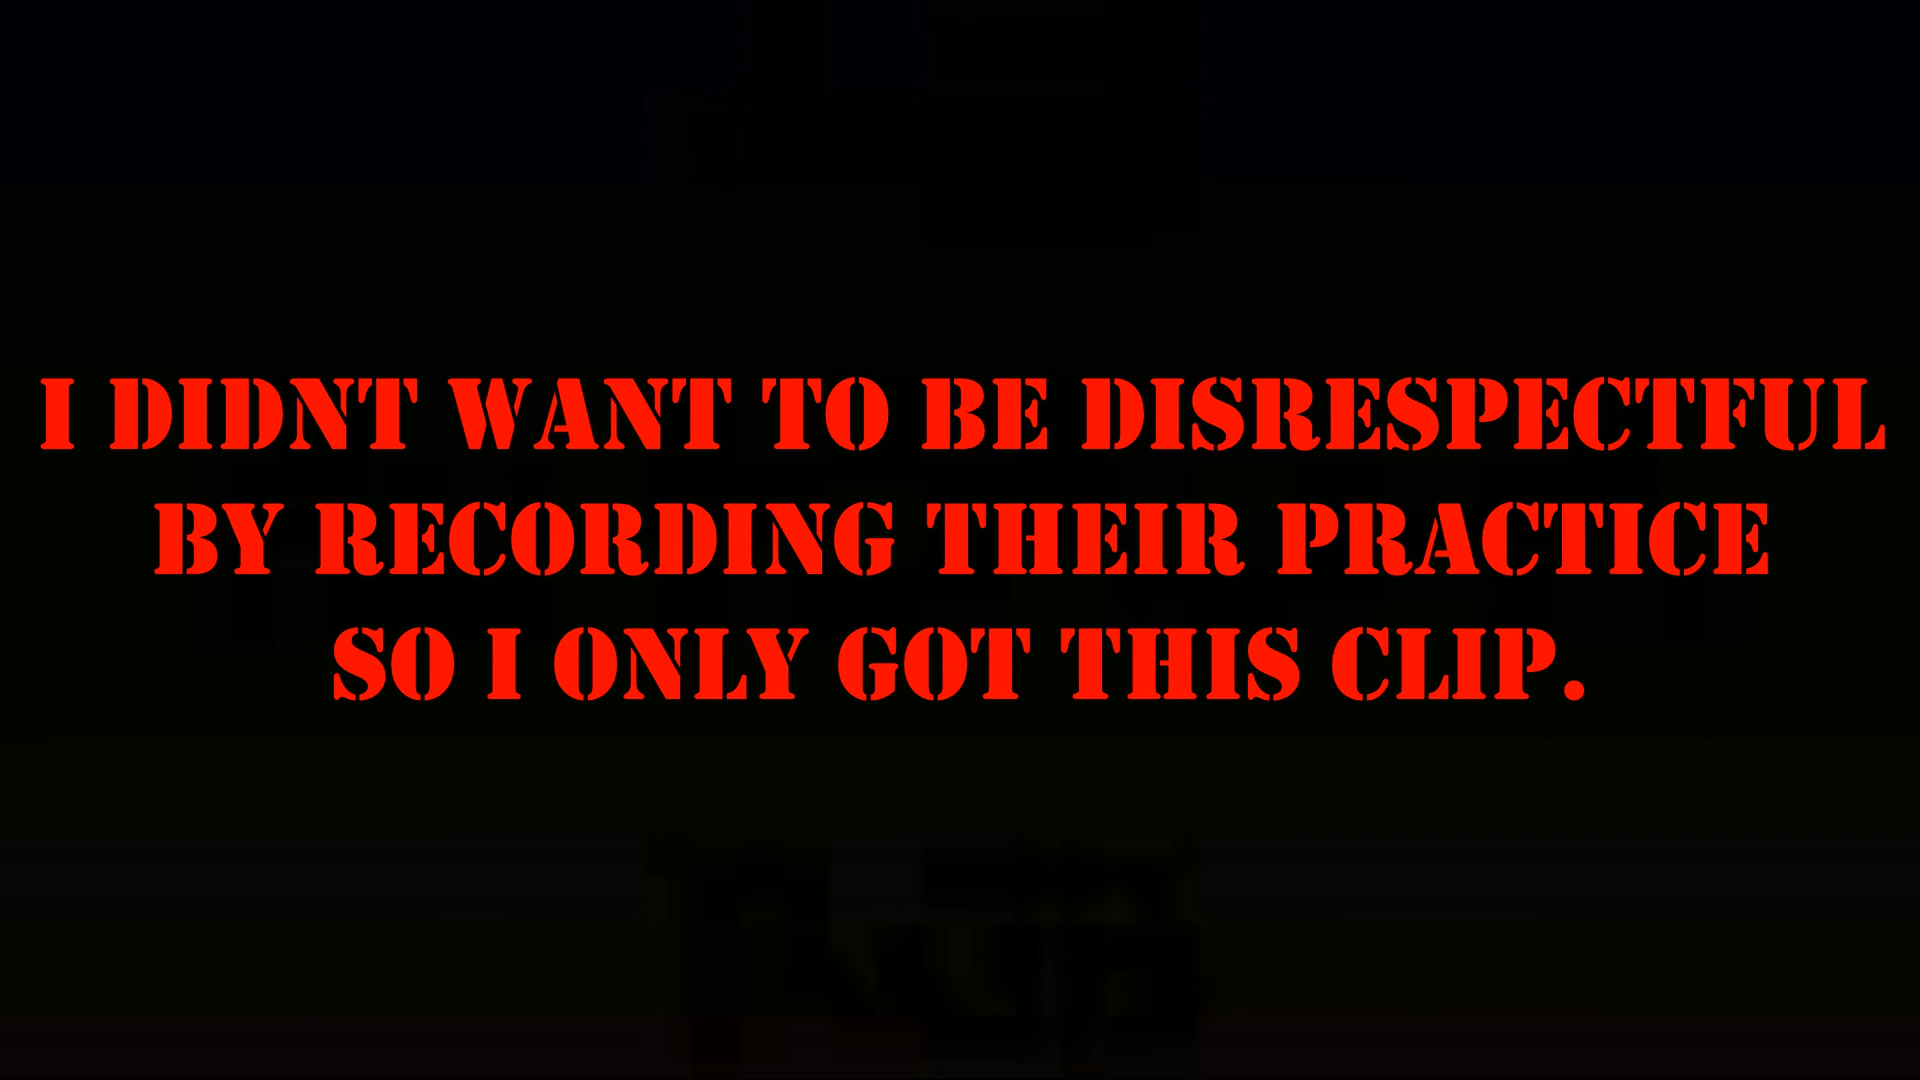 I DIDNT WANT TO BE DISRESPECTFUL
BY RECORDING THEIR PRACTICE
SO I ONLY GOT THIS CLIP.